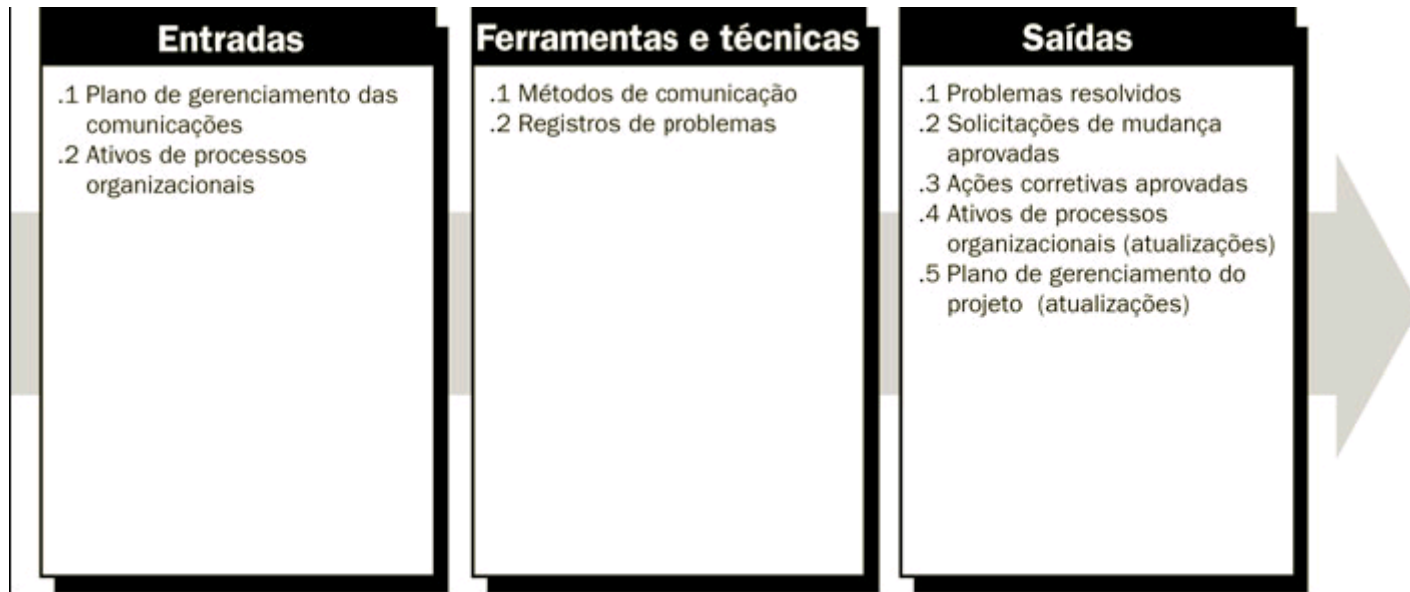 Entradas
.1 Plano de gerenciamento das
comunicações
.2 Ativos de processos
organizacionais
Ferramentas e técnicas
.1 Métodos de comunicação
.2 Registros de problemas
Saídas
.1 Problemas resolvidos
.2 Solicitações de mudança
aprovadas
.3 Ações corretivas aprovadas
.4 Ativos de processos
organizacionais (atualizações)
.5 Plano de gerenciamento do
projeto (atualizações)